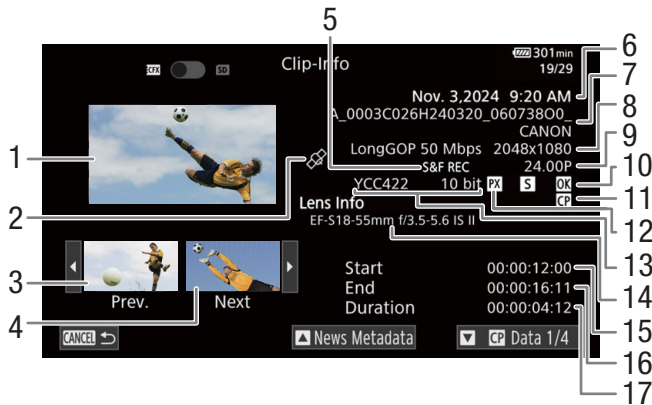 5
6
7
8
9
10
11
12
13
14
15
16
17
1
2
3
4
CFX SD Clip-Info 301min
19/29
Nov. 3,2024 9:20 AM
A_0003C026H240320_060738O0_
CANON
LongGOP 50 Mbps 2048x1080
S&F REC 24.00P
YCC422 10 bit PX S OK
CP
Lens Info
EF-S18-55mm f/3.5-5.6 IS II
Prev. Next
Start 00:00:12:00
End 00:00:16:11
Duration 00:00:04:12
CANCEL News Metadata CP Data 1/4